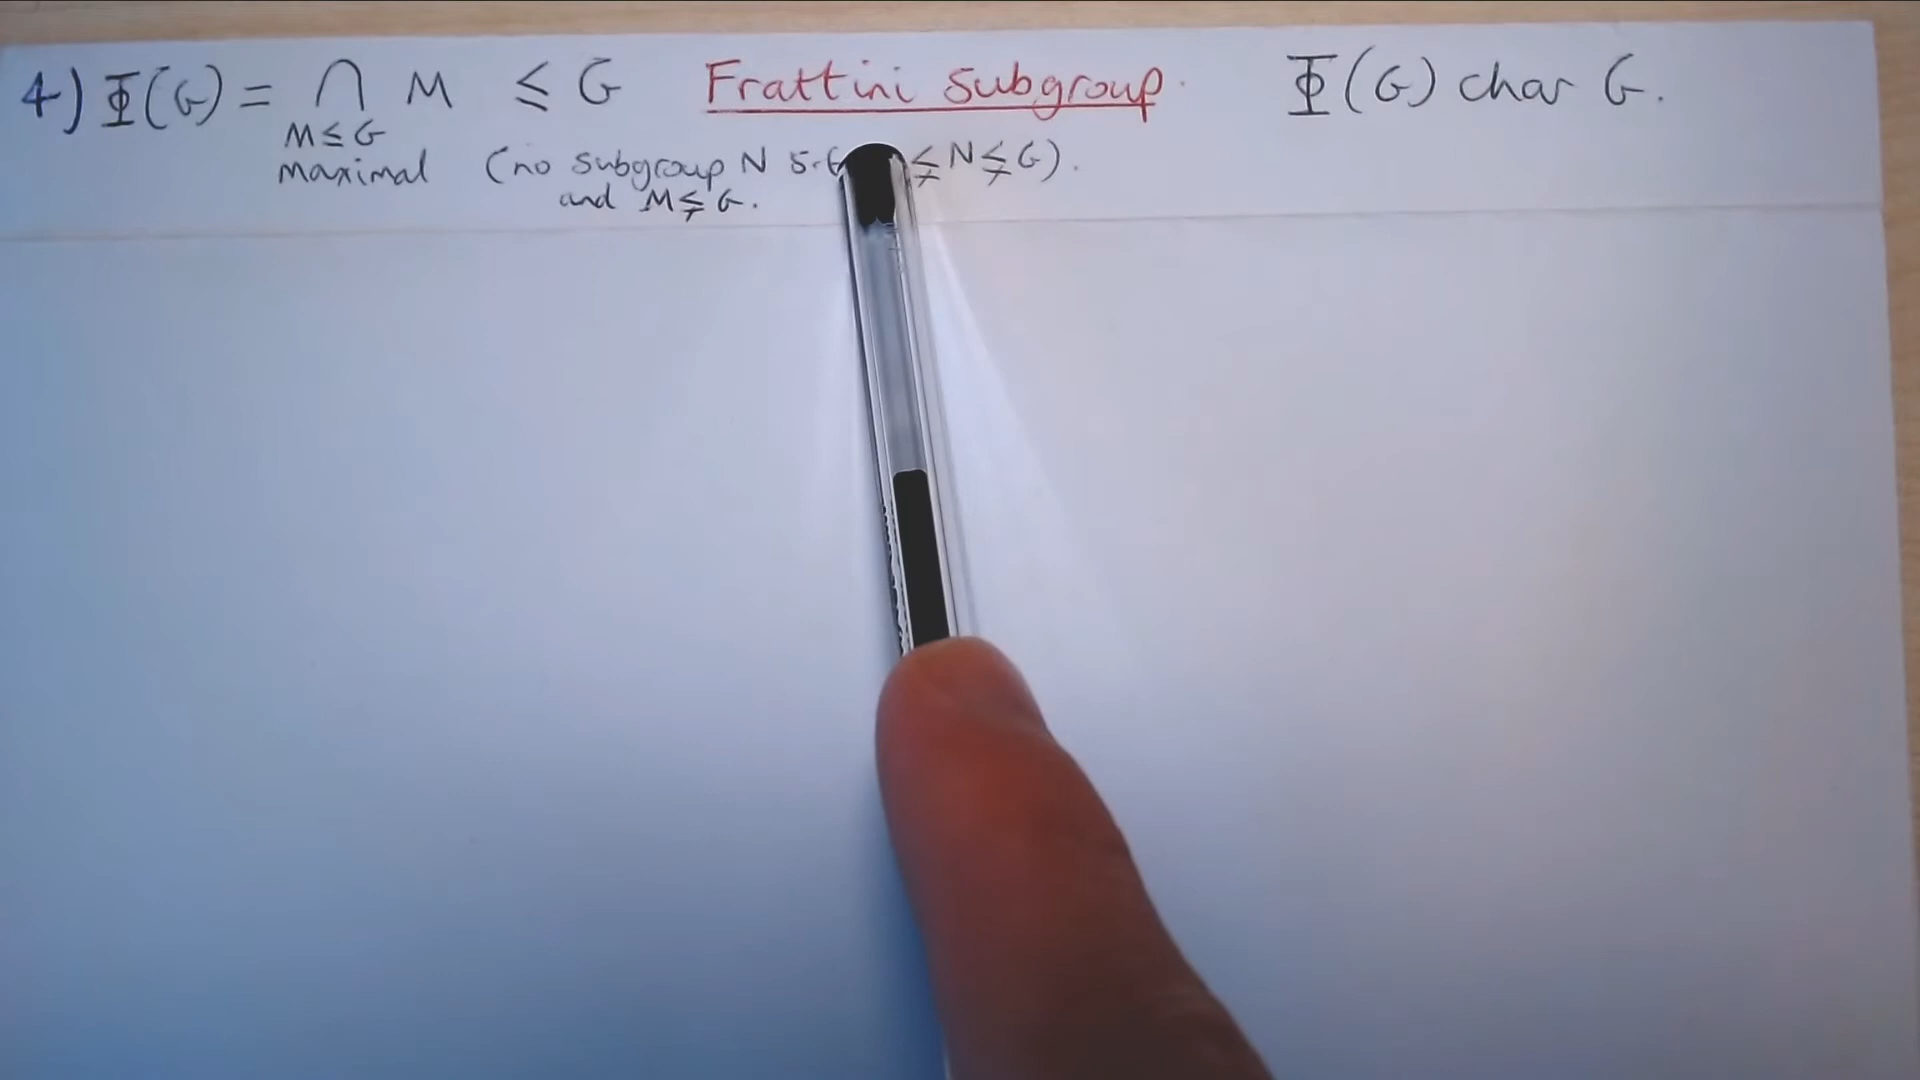 4) Φ(G) = ∩ M ≤ G Frattini Subgroup. Φ(G) char G.
M≤G
maximal (no subgroup N s.t ≨ N ≨ G).
and M ≨ G.